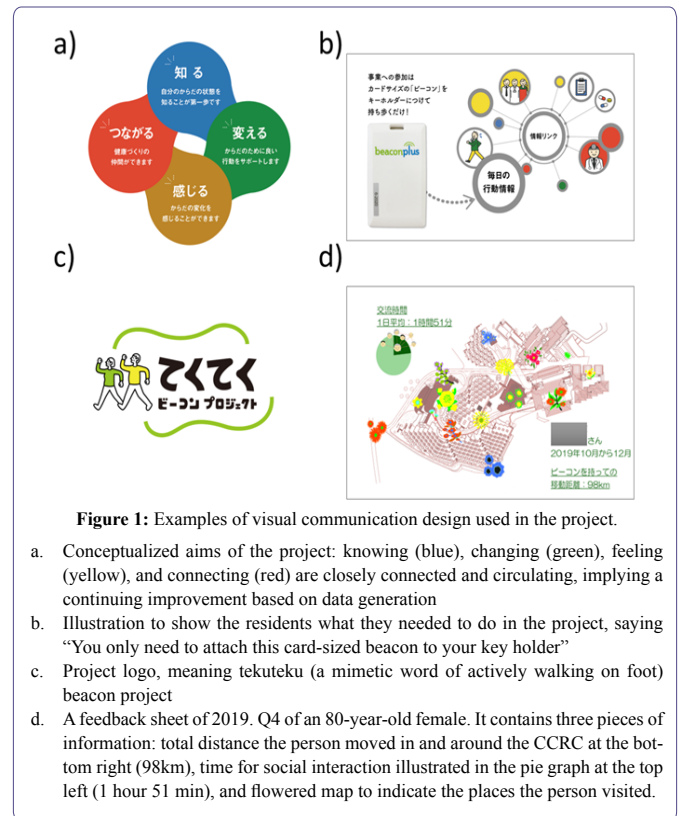 a)
知る
自分のからだの状態を
知ることが第一歩です
つながる
健康づくりの
仲間ができます
変える
からだのために良い
行動をサポートします
感じる
からだの変化を
感じることができます
b)
事業への参加は
カードサイズの「ビーコン」を
キーホルダーにつけて
持ち歩くだけ!
beaconplus
情報リンク
毎日の
行動情報
c)
てくてく
ビーコン プロジェクト
d)
交流時間
1日平均:1時間51分
さん
2019年10月から12月
ビーコンを持っての
移動距離:98km
Figure 1: Examples of visual communication design used in the project.
a. Conceptualized aims of the project: knowing (blue), changing (green), feeling
(yellow), and connecting (red) are closely connected and circulating, implying a
continuing improvement based on data generation
b. Illustration to show the residents what they needed to do in the project, saying
“You only need to attach this card-sized beacon to your key holder”
c. Project logo, meaning tekuteku (a mimetic word of actively walking on foot)
beacon project
d. A feedback sheet of 2019. Q4 of an 80-year-old female. It contains three pieces of
information: total distance the person moved in and around the CCRC at the bot-
tom right (98km), time for social interaction illustrated in the pie graph at the top
left (1 hour 51 min), and flowered map to indicate the places the person visited.